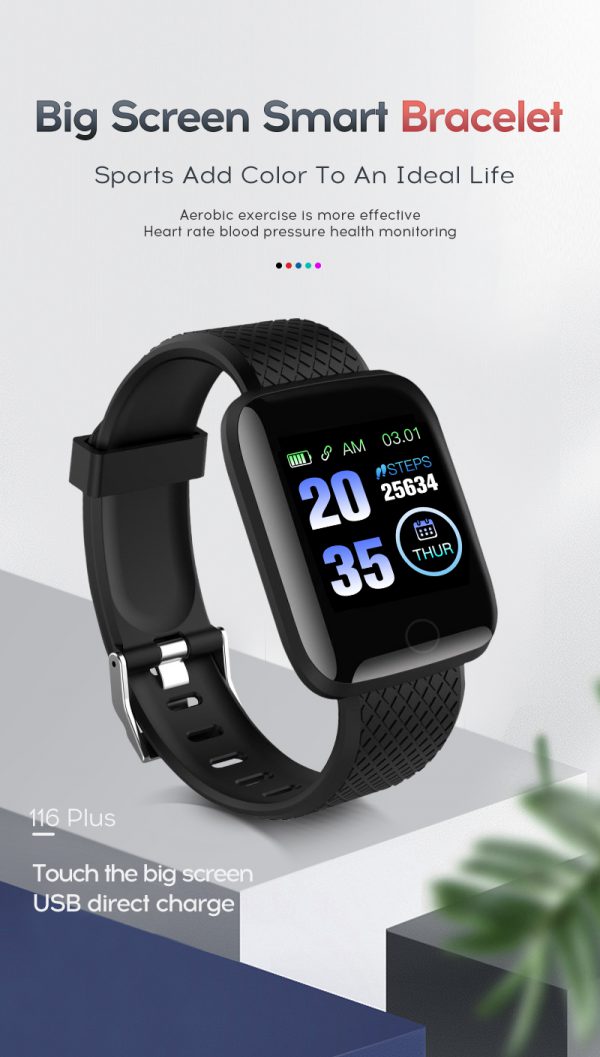 Big Screen Smart Bracelet
Sports Add Color To An Ideal Life
Aerobic exercise is more effective
Heart rate blood pressure health monitoring
AM 03.01
20
STEPS
25634
35
THUR
116 Plus
Touch the big screen
USB direct charge